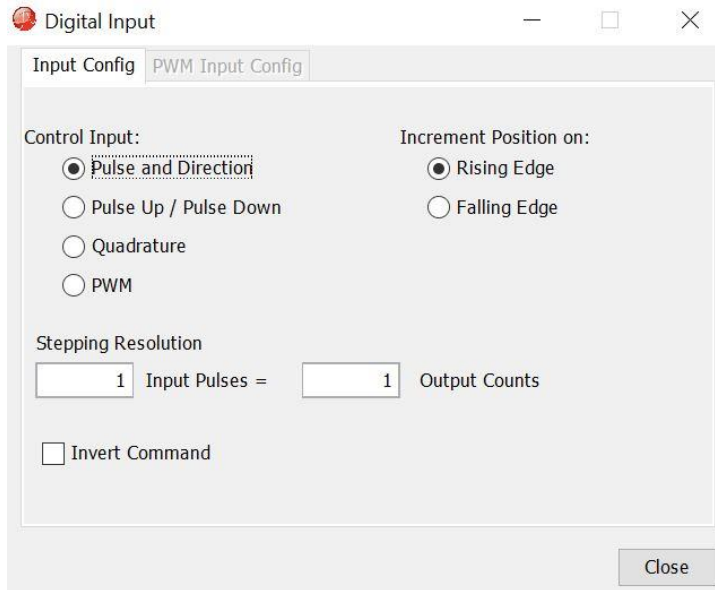 Digital Input
Input Config PWM Input Config
Control Input:
Pulse and Direction
Pulse Up / Pulse Down
Quadrature
PWM
Increment Position on:
Rising Edge
Falling Edge
Stepping Resolution
1 Input Pulses = 1 Output Counts
Invert Command
Close